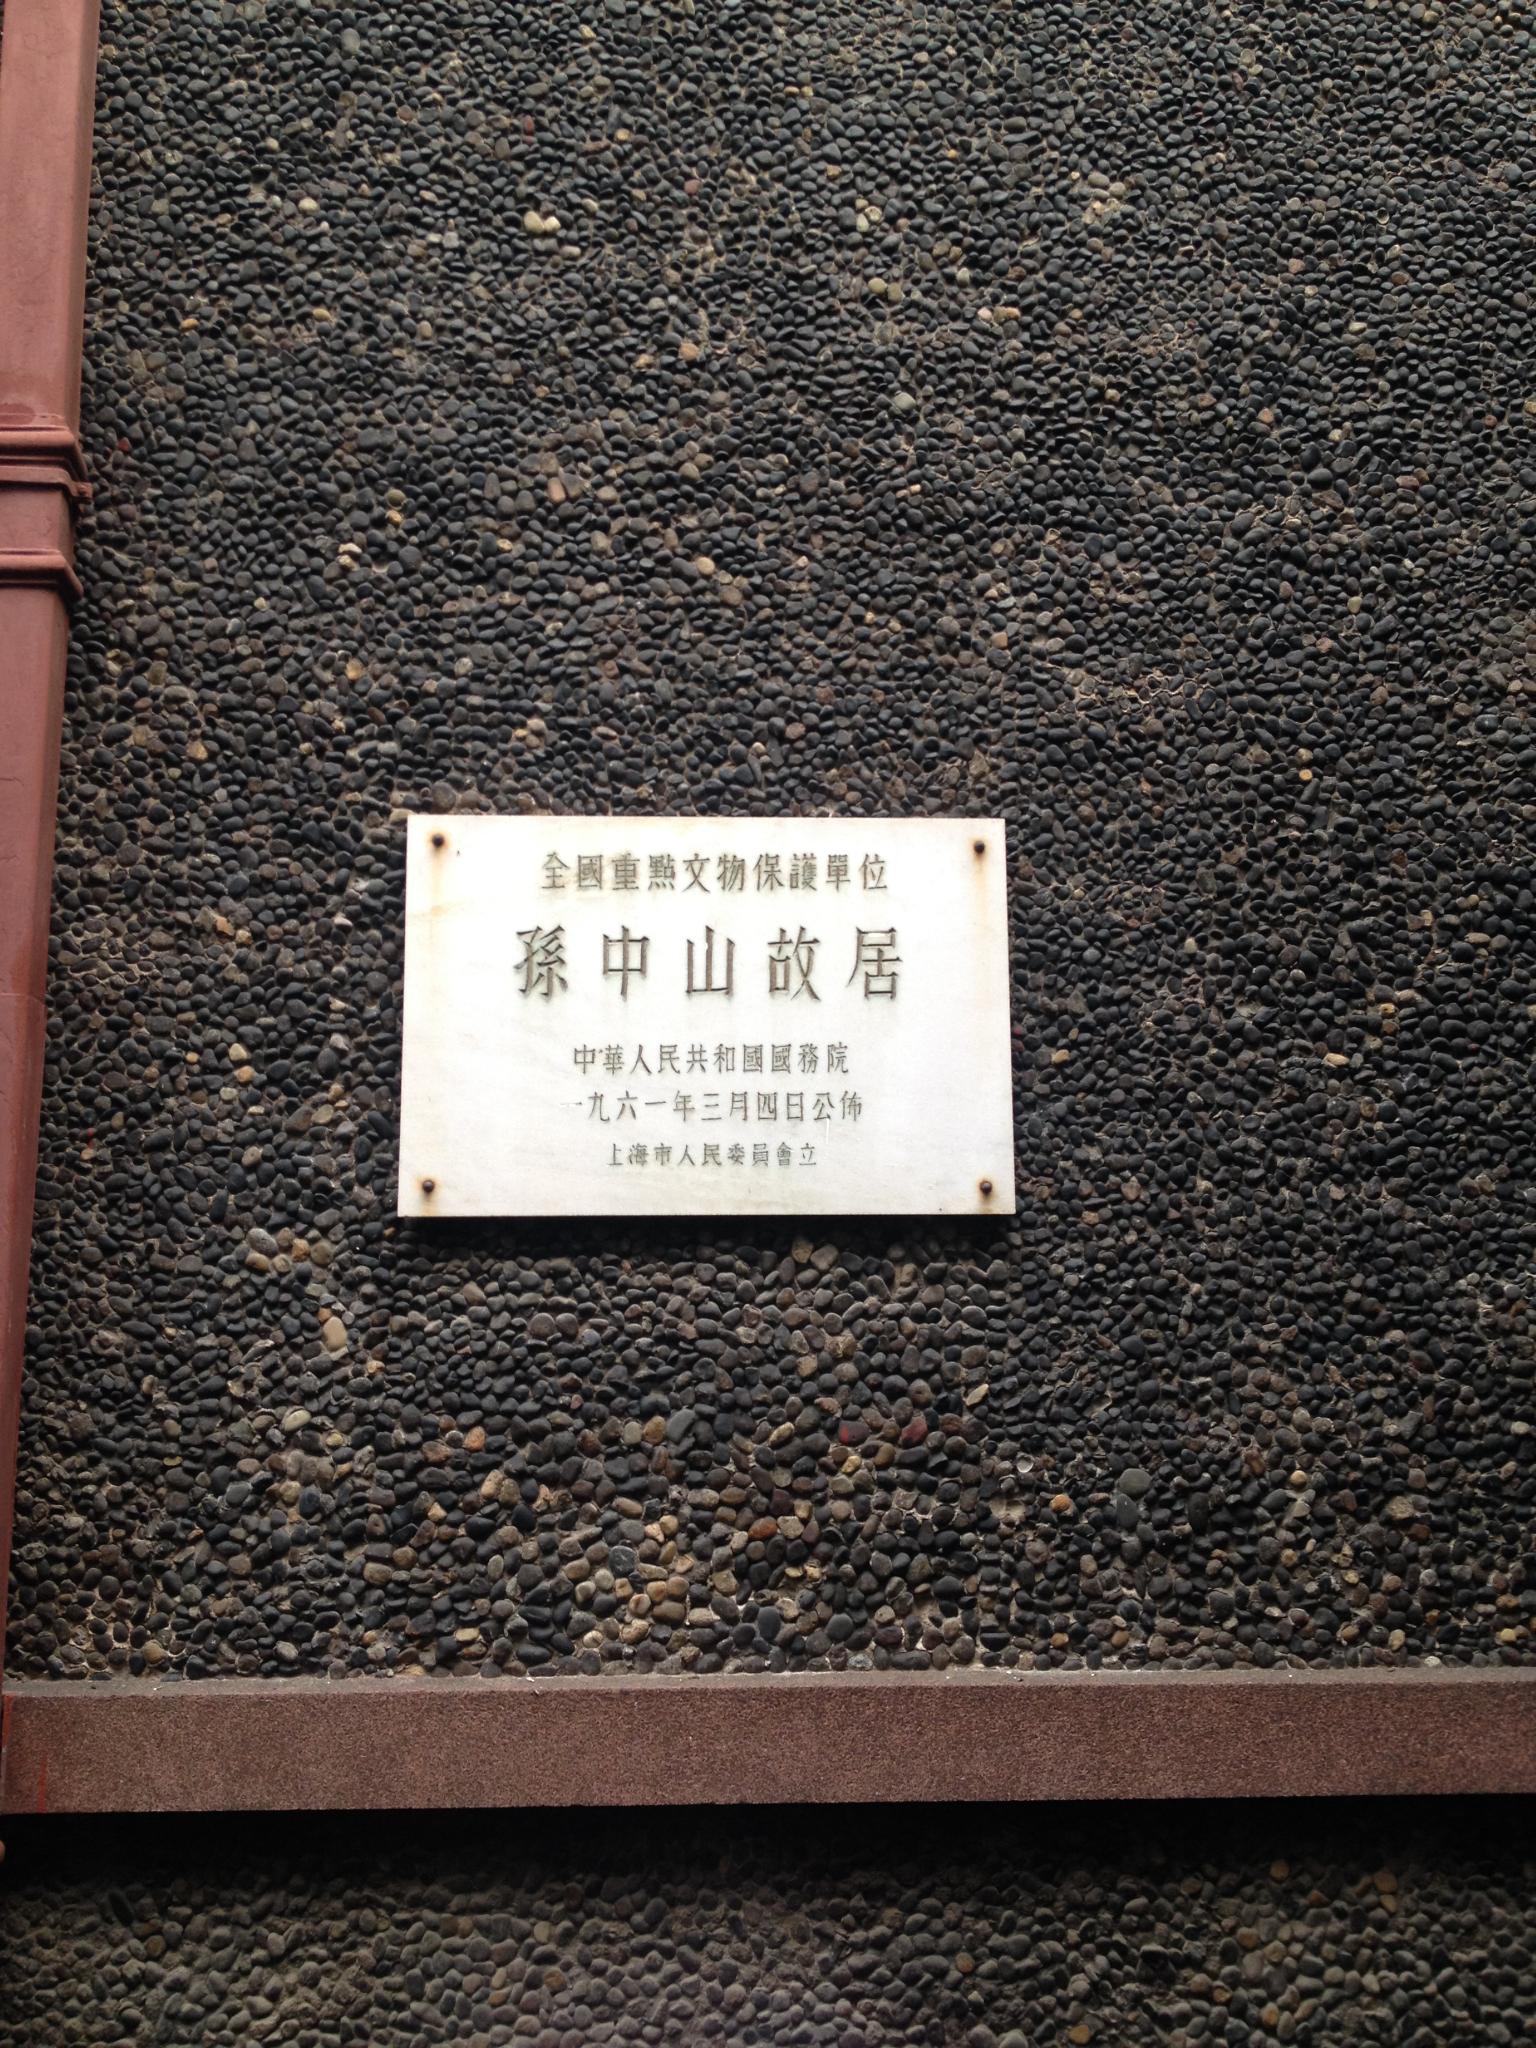 全國重點文物保護單位
孫中山故居
中華人民共和國國務院
一九六一年三月四日公佈
上海市人民委員會立